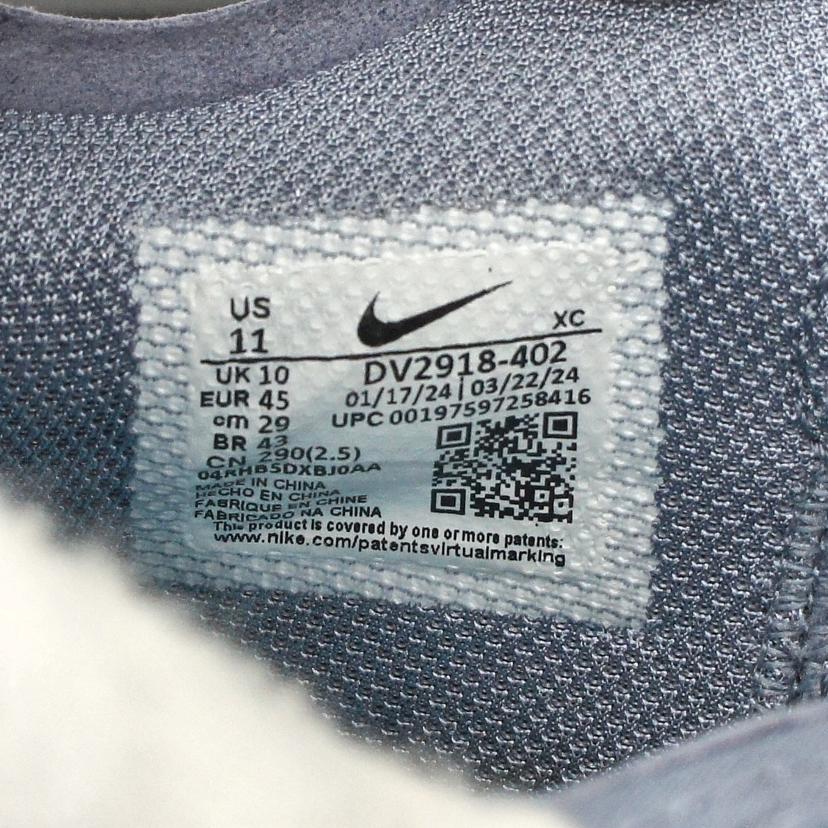 US
11
XC
UK 10
EUR 45
cm 29
BR 43
CN 290(2.5)
04RHB5DXBJ0AA
MADE IN CHINA
HECHO EN CHINA
FABRIQUE EN CHINE
FABRICADO NA CHINA
DV2918-402
01/17/24 | 03/22/24
UPC 00197597258416
This product is covered by one or more patents:
www.nike.com/patentsvirtualmarking